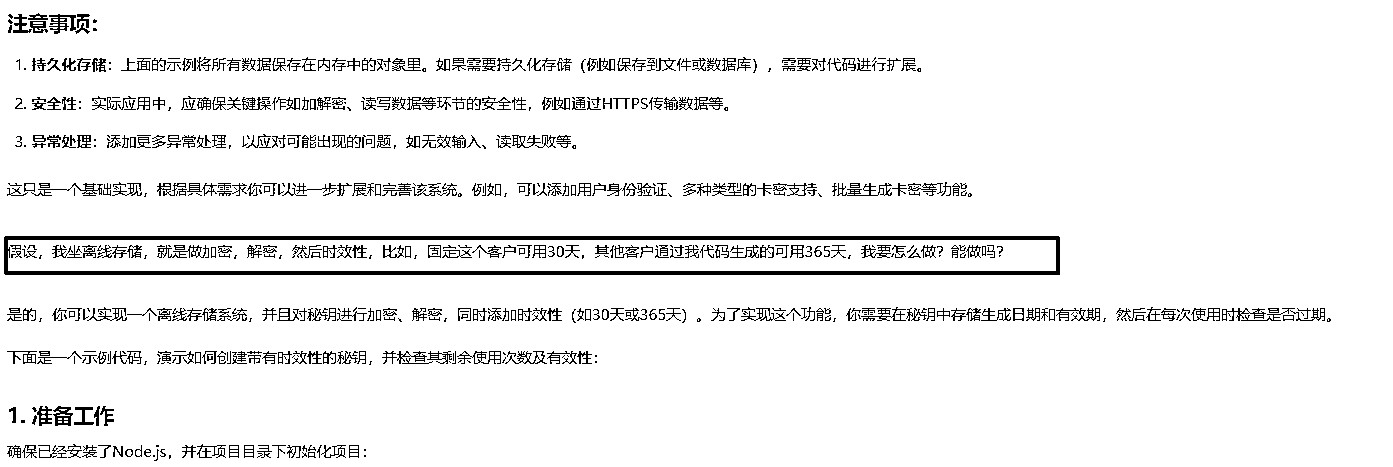 注意事项：
1. 持久化存储：上面的示例将所有数据保存在内存中的对象里。如果需要持久化存储（例如保存到文件或数据库），需要对代码进行扩展。
2. 安全性：实际应用中，应确保关键操作如加解密、读写数据等环节的安全性，例如通过HTTPS传输数据等。
3. 异常处理：添加更多异常处理，以应对可能出现的问题，如无效输入、读取失败等。
这只是一个基础实现，根据具体需求你可以进一步扩展和完善该系统。例如，可以添加用户身份验证、多种类型的卡密支持、批量生成卡密等功能。
假设，我坐离线存储，就是做加密，解密，然后时效性，比如，固定这个客户可用30天，其他客户通过我代码生成的可用365天，我要怎么做？能做吗？
是的，你可以实现一个离线存储系统，并且对秘钥进行加密、解密，同时添加时效性（如30天或365天）。为了实现这个功能，你需要在秘钥中存储生成日期和有效期，然后在每次使用时检查是否过期。
下面是一个示例代码，演示如何创建带有时效性的秘钥，并检查其剩余使用次数及有效性：
1. 准备工作
确保已经安装了Node.js，并在项目目录下初始化项目：